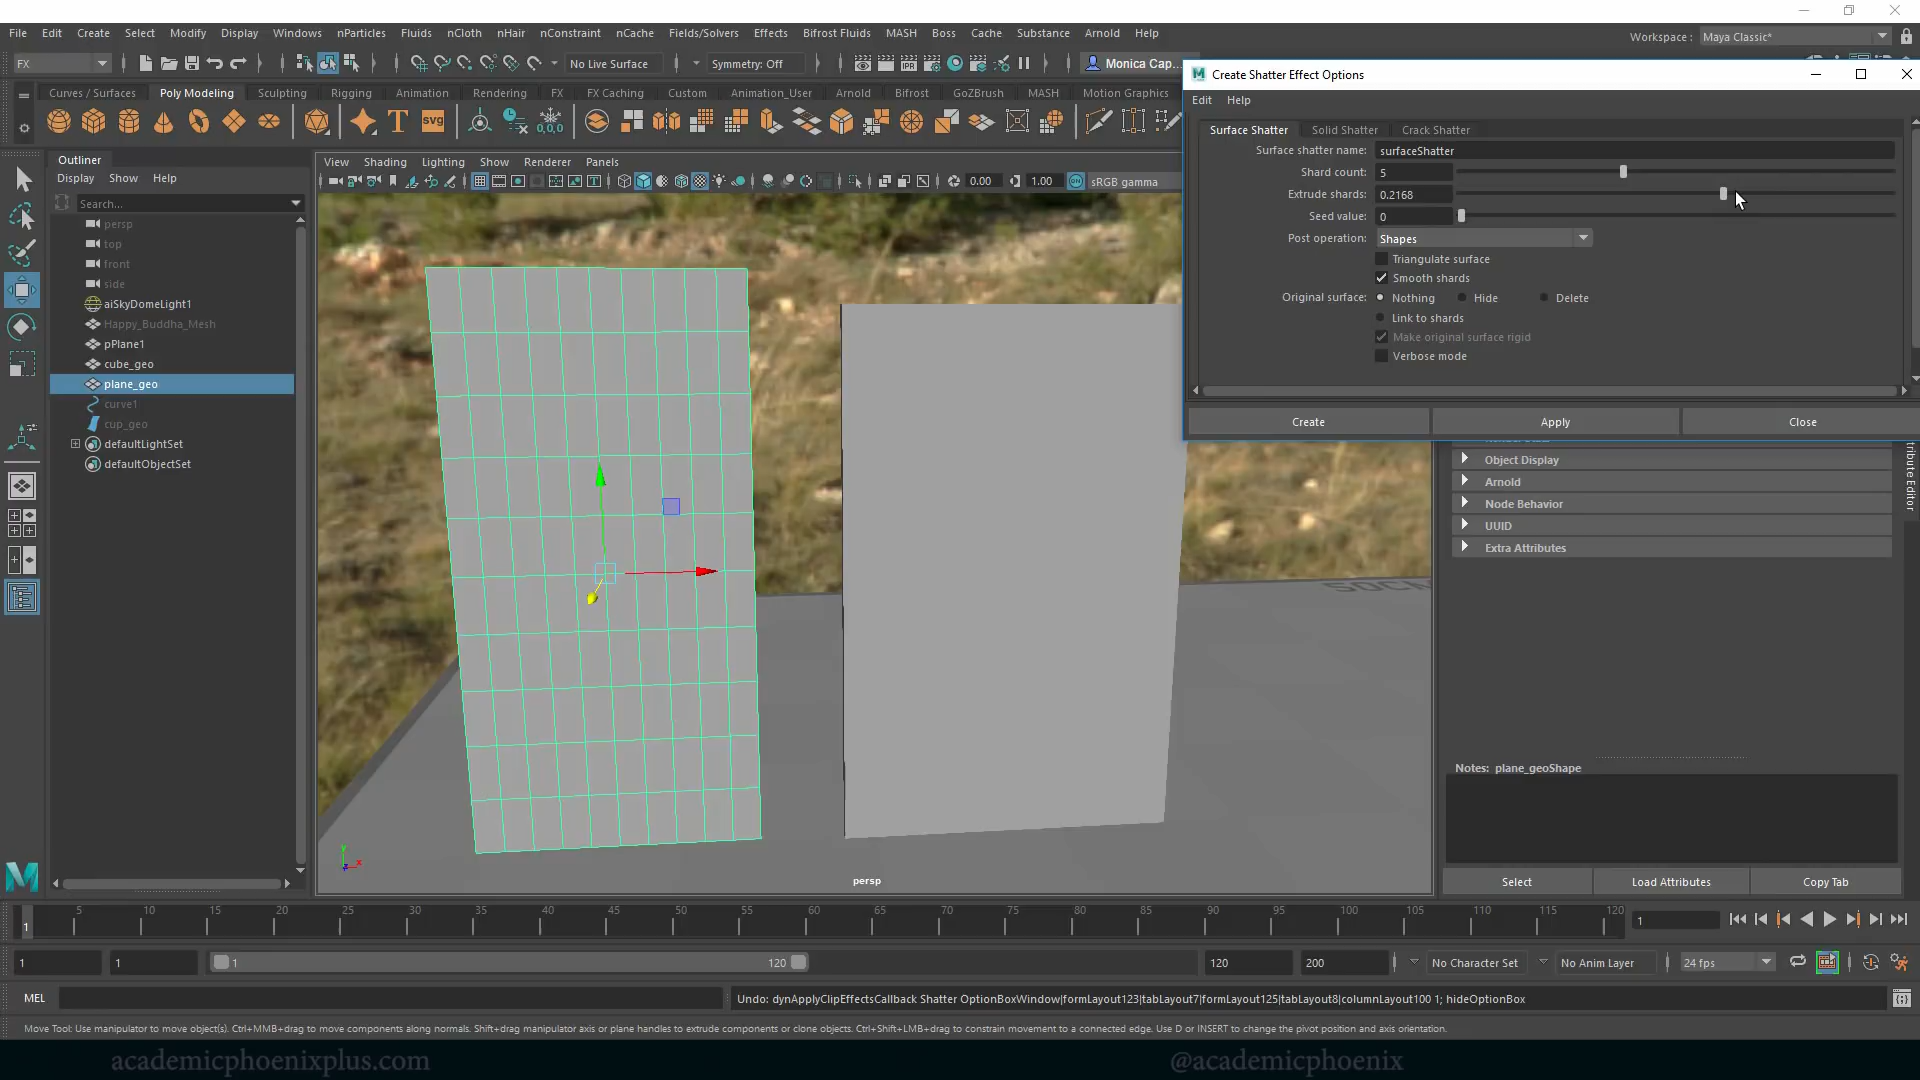 File Edit Create Select Modify Display Windows nParticles Fluids nCloth nHair nConstraint nCache Fields/Solvers Effects Bifrost Fluids MASH Boss Cache Substance Arnold Help
Workspace : Maya Classic*
FX
No Live Surface
Symmetry: Off
Monica Cap...
Curves / Surfaces Poly Modeling Sculpting Rigging Animation Rendering FX FX Caching Custom Animation_User Arnold Bifrost GoZBrush MASH Motion Graphics
Create Shatter Effect Options
Edit Help
Surface Shatter Solid Shatter Crack Shatter
Surface shatter name: surfaceShatter
Shard count: 5
Extrude shards: 0.2168
Seed value: 0
Post operation: Shapes
Triangulate surface
Smooth shards
Original surface: Nothing Hide Delete
Link to shards
Make original surface rigid
Verbose mode
Create Apply Close
Outliner
Display Show Help
Search...
persp
top
front
side
aiSkyDomeLight1
Happy_Buddha_Mesh
pPlane1
cube_geo
plane_geo
curve1
cup_geo
defaultLightSet
defaultObjectSet
View Shading Lighting Show Renderer Panels
0.00 1.00 sRGB gamma
svg
T
IPR
0,0,0
y
x
persp
Object Display
Arnold
Node Behavior
UUID
Extra Attributes
Notes: plane_geoShape
Select Load Attributes Copy Tab
5 10 15 20 25 30 35 40 45 50 55 60 65 70 75 80 85 90 95 100 105 110 115 120
1
1
1 1 1 120 120 200 No Character Set No Anim Layer 24 fps
MEL
Undo: dynApplyClipEffectsCallback Shatter OptionBoxWindow|formLayout123|tabLayout7|formLayout125|tabLayout8|columnLayout100 1; hideOptionBox
Move Tool: Use manipulator to move object(s). Ctrl+MMB+drag to move components along normals. Shift+drag manipulator axis or plane handles to extrude components or clone objects. Ctrl+Shift+LMB+drag to constrain movement to a connected edge. Use D or INSERT to change the pivot position and axis orientation.
academicphoenixplus.com
@academicphoenix